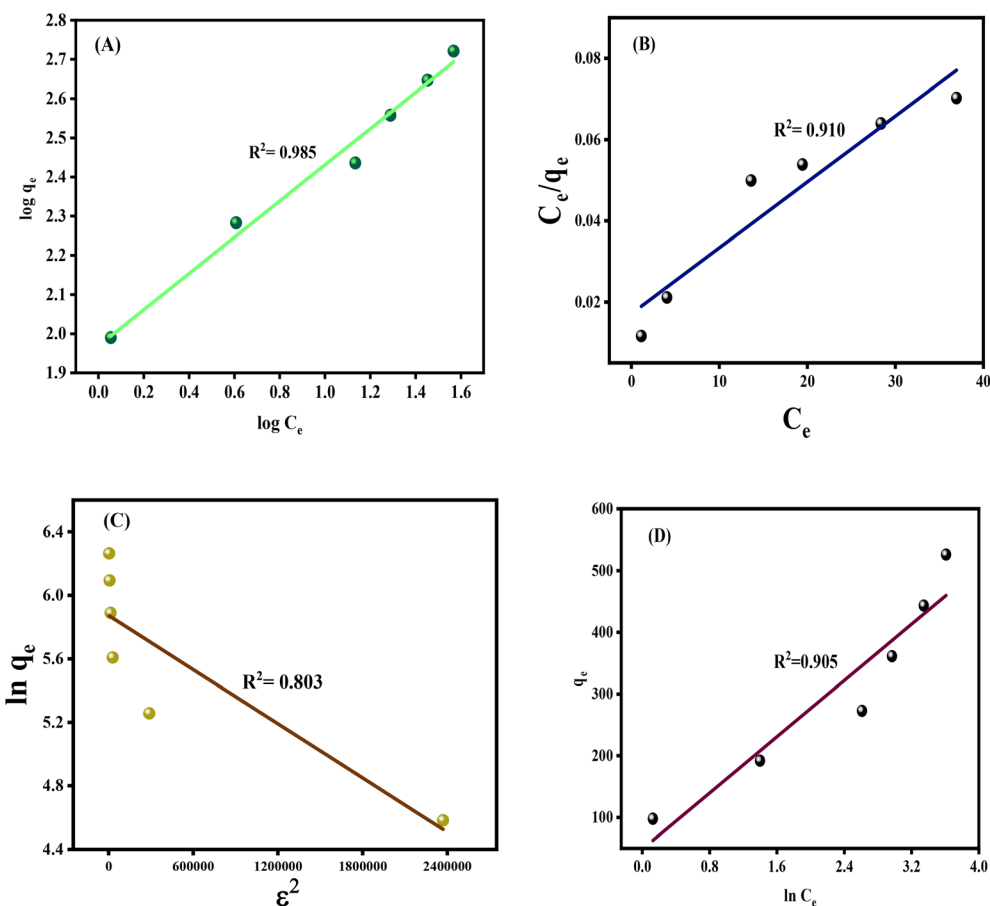 (A)
2.8
2.7
2.6
2.5
2.4
2.3
2.2
2.1
2.0
1.9
log qₑ
R²= 0.985
0.0 0.2 0.4 0.6 0.8 1.0 1.2 1.4 1.6
log Cₑ
(B)
0.08
0.06
0.04
0.02
Cₑ/qₑ
R²= 0.910
0 10 20 30 40
Cₑ
(C)
6.4
6.0
5.6
5.2
4.8
4.4
ln qₑ
R²= 0.803
0 600000 1200000 1800000 2400000
ε²
(D)
600
500
400
300
200
100
qₑ
R²=0.905
0.0 0.8 1.6 2.4 3.2 4.0
ln Cₑ